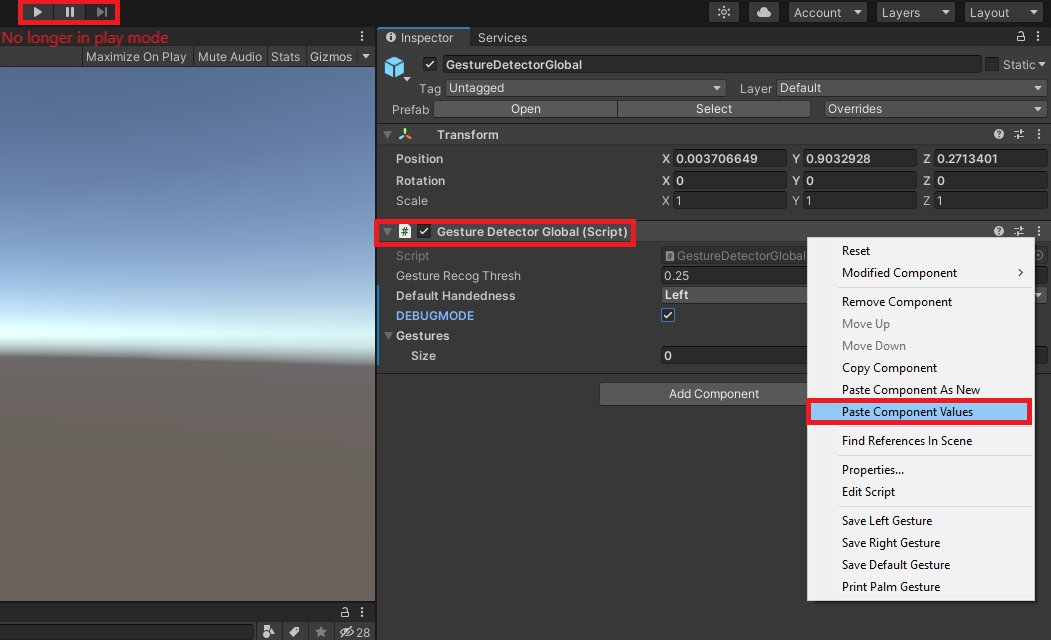 Account Layers Layout
No longer in play mode
Maximize On Play Mute Audio Stats Gizmos
Inspector Services
GestureDetectorGlobal Static
Tag Untagged Layer Default
Prefab Open Select Overrides
Transform
Position X 0.003706649 Y 0.9032928 Z 0.2713401
Rotation X 0 Y 0 Z 0
Scale X 1 Y 1 Z 1
# Gesture Detector Global (Script)
Script # GestureDetectorGlobal
Gesture Recog Thresh 0.25
Default Handedness Left
DEBUGMODE
Gestures
Size 0
Add Component
Reset
Modified Component
Remove Component
Move Up
Move Down
Copy Component
Paste Component As New
Paste Component Values
Find References In Scene
Properties...
Edit Script
Save Left Gesture
Save Right Gesture
Save Default Gesture
Print Palm Gesture
28